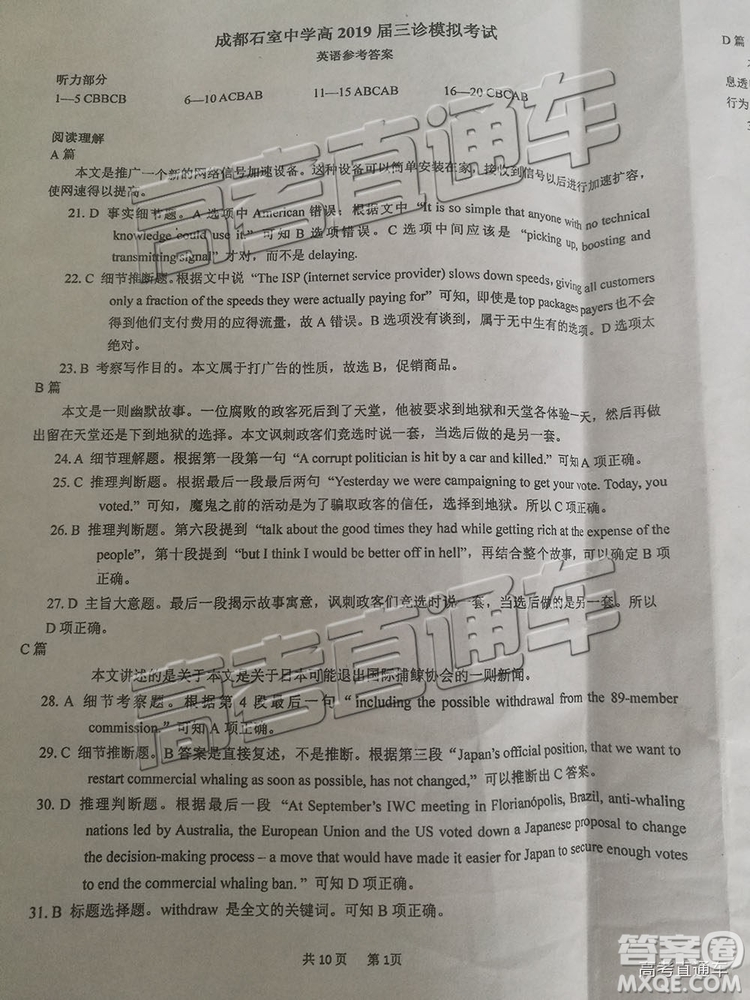 成都石室中学高 2019 届三诊模拟考试
英语参考答案
听力部分
1—5 CBBCB 6—10 ACBAB 11—15 ABCAB 16—20 CBCAB
阅读理解
A 篇
本文是推广一个新的网络信号加速设备。这种设备可以简单安装在家，接收到信号以后进行加速扩容，
使网速得以提高。
21. D 事实细节题。A 选项中 American 错误；根据文中 “It is so simple that anyone with no technical
knowledge could use it” 可知 B 选项错误。C 选项中间应该是 “picking up, boosting and
transmitting signal” 才对，而不是 delaying.
22. C 细节推断题。根据文中说 “The ISP (internet service provider) slows down speeds, giving all customers
only a fraction of the speeds they were actually paying for” 可知, 即使是 top packages payers 也不会
得到他们支付费用的应得流量，故 A 错误。B 选项没有谈到，属于无中生有的选项。D 选项太
绝对。
23. B 考察写作目的。本文属于打广告的性质，故选 B，促销商品。
B 篇
本文是一则幽默故事。一位腐败的政客死后到了天堂，他被要求到地狱和天堂各体验一天，然后再做
出留在天堂还是下到地狱的选择。本文讽刺政客们竞选时说一套，当选后做的是另一套。
24. A 细节理解题。根据第一段第一句 “A corrupt politician is hit by a car and killed.” 可知 A 项正确。
25. C 推理判断题。根据最后一段最后两句 “Yesterday we were campaigning to get your vote. Today, you
voted.” 可知，魔鬼之前的活动是为了骗取政客的信任，选择到地狱。所以 C 项正确。
26. B 推理判断题。第六段提到 “talk about the good times they had while getting rich at the expense of the
people”，第十段提到 “but I think I would be better off in hell”，再结合整个故事，可以确定 B 项
正确。
27. D 主旨大意题。最后一段揭示故事寓意，讽刺政客们竞选时说一套，当选后做的是另一套。所以
D 项正确。
C 篇
本文讲述的是关于本文是关于日本可能退出国际捕鲸协会的一则新闻。
28. A 细节考察题。根据第 4 段最后一句 “including the possible withdrawal from the 89-member
commission.” 可知 A 项正确。
29. C 细节推断题。B 答案是直接复述，不是推断。根据第三段 “Japan’s official position, that we want to
restart commercial whaling as soon as possible, has not changed,” 可以推断出 C 答案。
30. D 推理判断题。根据最后一段 “At September’s IWC meeting in Florianópolis, Brazil, anti-whaling
nations led by Australia, the European Union and the US voted down a Japanese proposal to change
the decision-making process – a move that would have made it easier for Japan to secure enough votes
to end the commercial whaling ban. ” 可知 D 项正确。
31. B 标题选择题。withdraw 是全文的关键词。可知 B 项正确。
共 10 页 第 1页
D 篇
息透
行为
高考直通车
高考直通车
高考直通车
答案圈
高考直通车
MXQE.COM